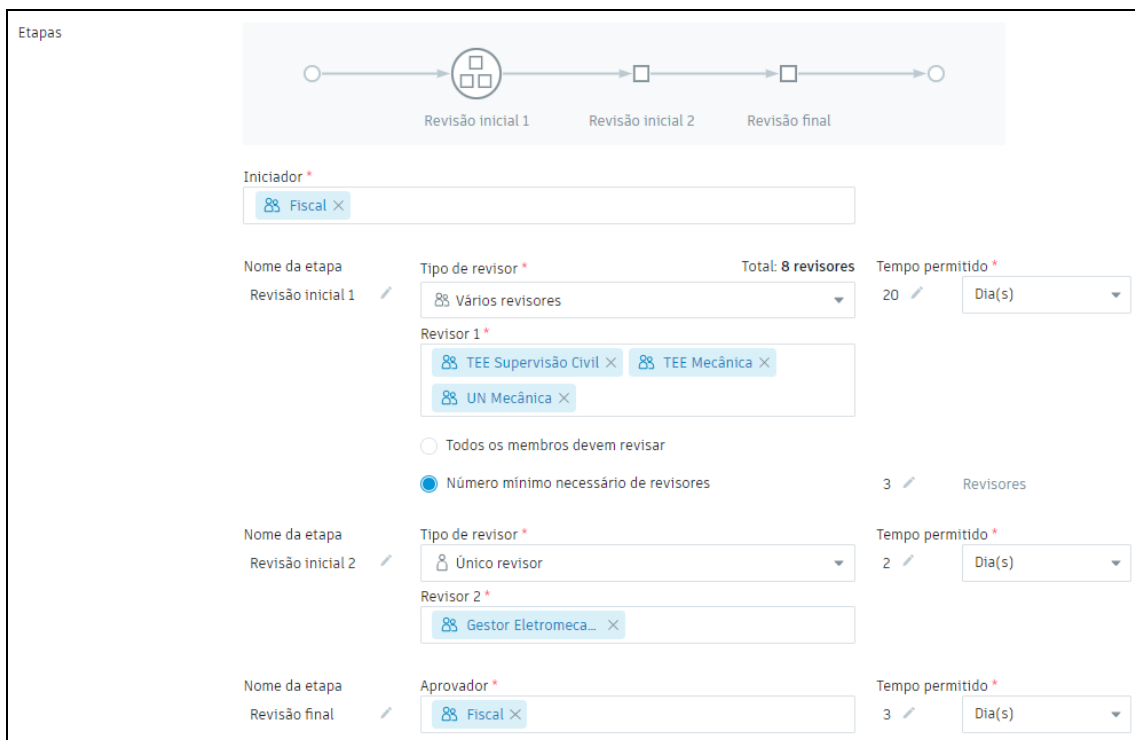 Etapas
Revisão inicial 1 Revisão inicial 2 Revisão final
Iniciador *
Fiscal
Nome da etapa Tipo de revisor * Total: 8 revisores Tempo permitido *
Revisão inicial 1 Vários revisores 20 Dia(s)
Revisor 1 *
TEE Supervisão Civil TEE Mecânica
UN Mecânica
Todos os membros devem revisar
Número mínimo necessário de revisores 3 Revisores
Nome da etapa Tipo de revisor * Tempo permitido *
Revisão inicial 2 Único revisor 2 Dia(s)
Revisor 2 *
Gestor Eletromeca...
Nome da etapa Aprovador * Tempo permitido *
Revisão final Fiscal 3 Dia(s)